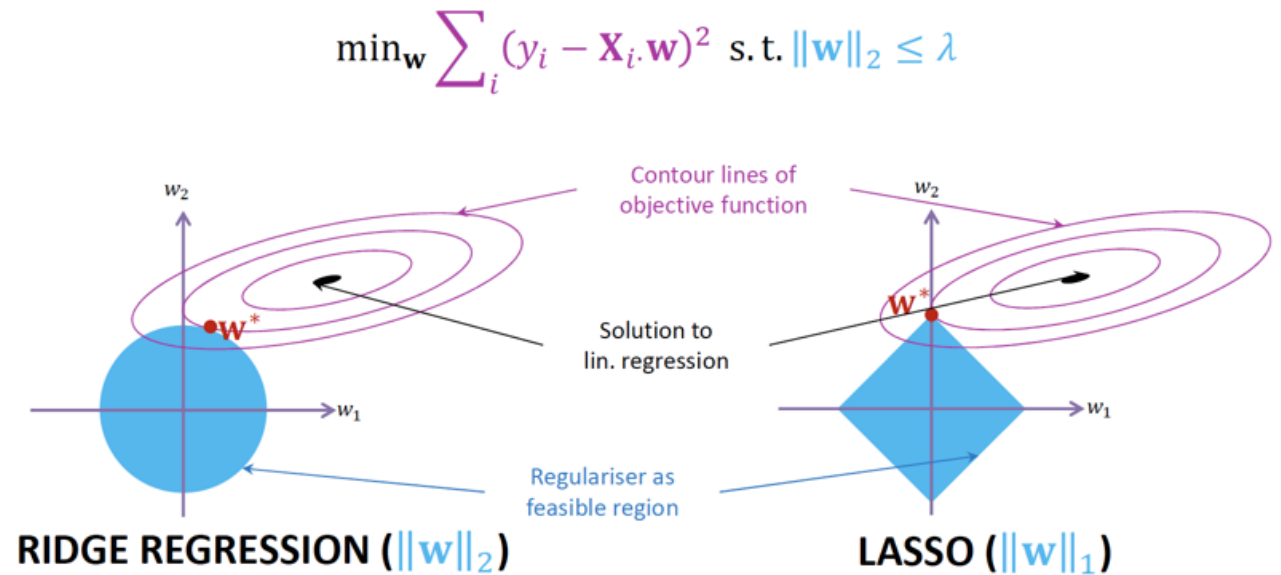 min_𝐰 ∑_i (y_i − 𝐗_i. 𝐰)² s.t. ‖𝐰‖₂ ≤ λ
Contour lines of
objective function
w₂
w₂
w*
w*
Solution to
lin. regression
w₁
w₁
Regulariser as
feasible region
RIDGE REGRESSION (‖𝐰‖₂)
LASSO (‖𝐰‖₁)